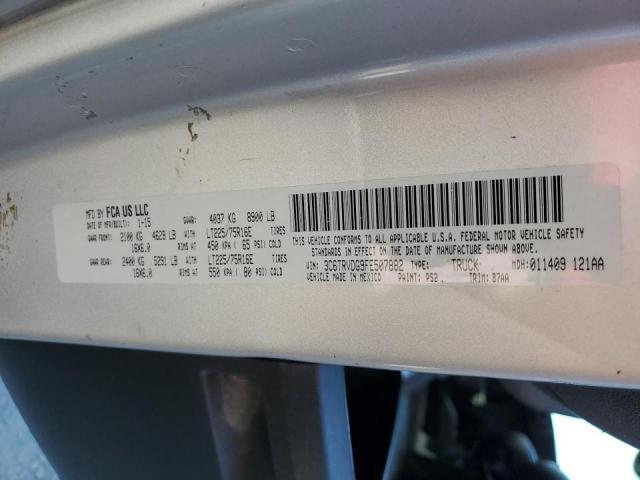 MFD BY FCA US LLC
DATE OF MFR(BUILT): 1-15 GVWR: 4037 KG 8900 LB
GAWR FRONT: 2100 KG 4629 LB WITH LT225/75R16E TIRES
16X6.0 RIMS AT 450 KPA ( 65 PSI) COLD
GAWR REAR: 2400 KG 5291 LB WITH LT225/75R16E TIRES
16X6.0 RIMS AT 550 KPA ( 80 PSI) COLD
THIS VEHICLE CONFORMS TO ALL APPLICABLE U.S.A. FEDERAL MOTOR VEHICLE SAFETY
STANDARDS IN EFFECT ON THE DATE OF MANUFACTURE SHOWN ABOVE.
VIN: 3C6TRVDG9FE507882 TYPE: TRUCK MDH:011409 121AA
VEHICLE MADE IN MEXICO PAINT: PS2 TRIM: B7AA